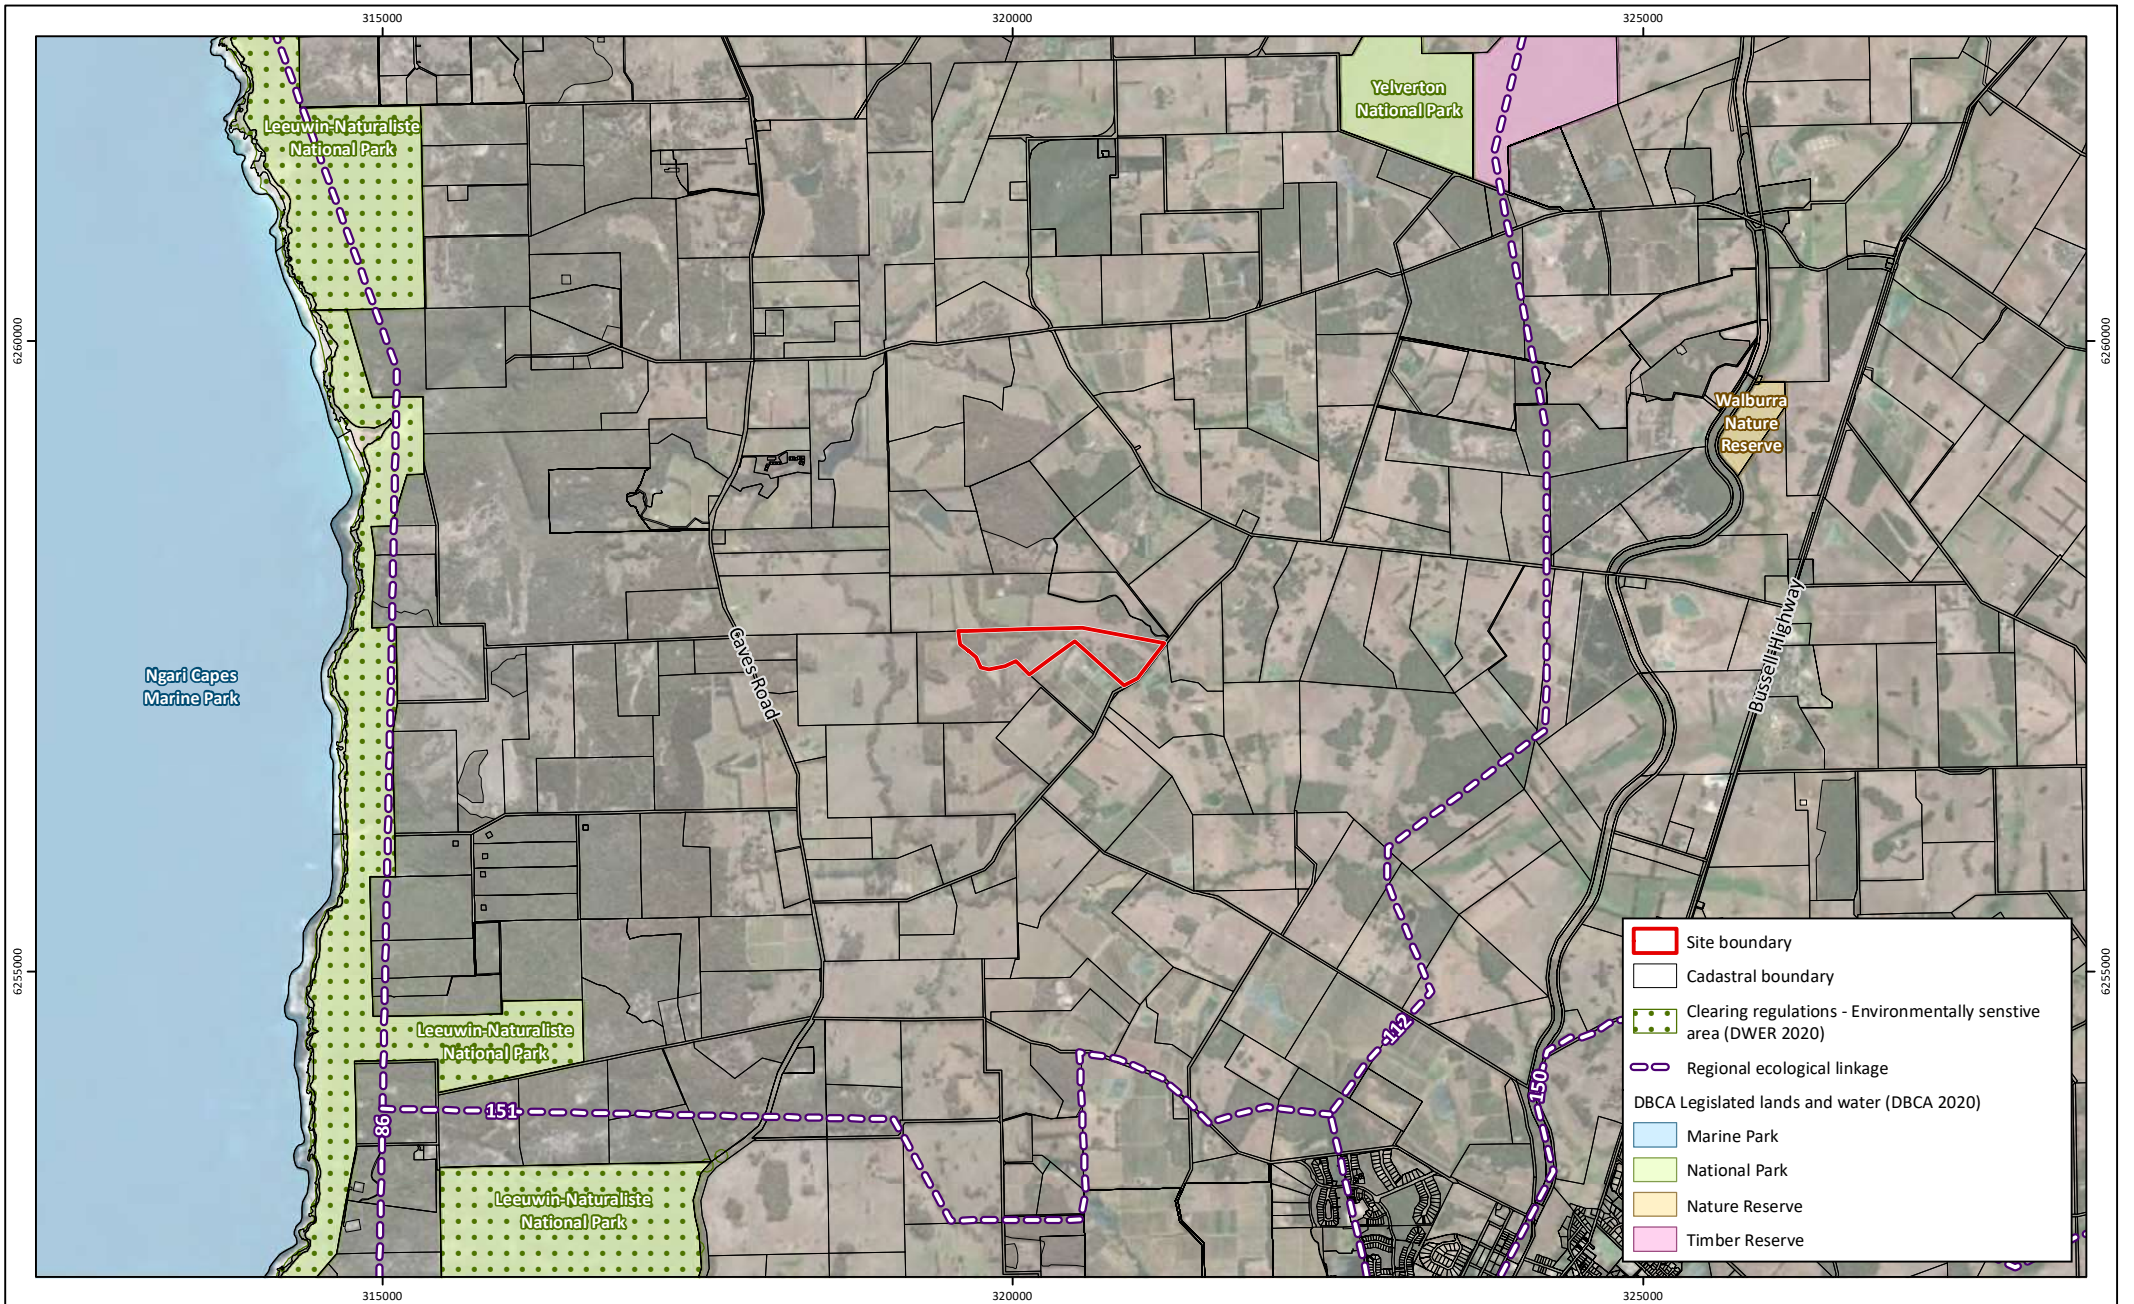 315000
320000
325000
Leeuwin-Naturaliste
National Park
Yelverton
National Park
6260000
6260000
Walburra
Nature
Reserve
Ngari Capes
Marine Park
Caves Road
Bussell Highway
6255000
6255000
Leeuwin-Naturaliste
National Park
112
150
151
86
Leeuwin-Naturaliste
National Park
Site boundary
Cadastral boundary
Clearing regulations - Environmentally senstive
area (DWER 2020)
Regional ecological linkage
DBCA Legislated lands and water (DBCA 2020)
Marine Park
National Park
Nature Reserve
Timber Reserve
315000
320000
325000